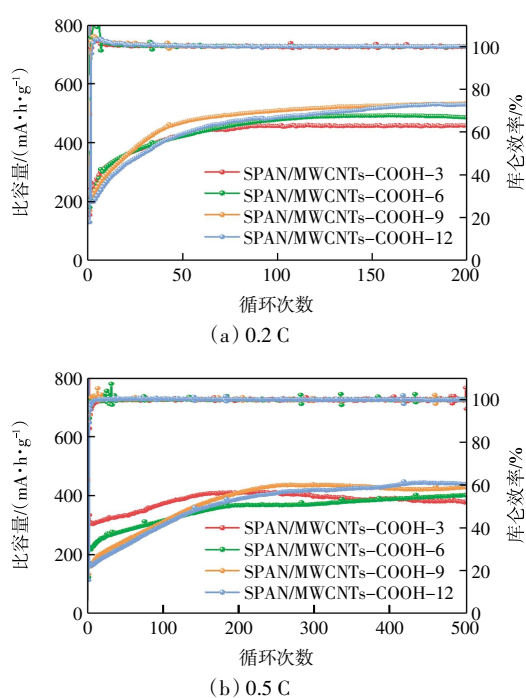 800
600
400
200
0
比容量/(mA·h·g⁻¹)
100
80
60
40
20
0
库仑效率/%
SPAN/MWCNTs-COOH-3
SPAN/MWCNTs-COOH-6
SPAN/MWCNTs-COOH-9
SPAN/MWCNTs-COOH-12
0 50 100 150 200
循环次数
(a) 0.2 C
800
600
400
200
0
比容量/(mA·h·g⁻¹)
100
80
60
40
20
0
库仑效率/%
SPAN/MWCNTs-COOH-3
SPAN/MWCNTs-COOH-6
SPAN/MWCNTs-COOH-9
SPAN/MWCNTs-COOH-12
0 100 200 300 400 500
循环次数
(b) 0.5 C